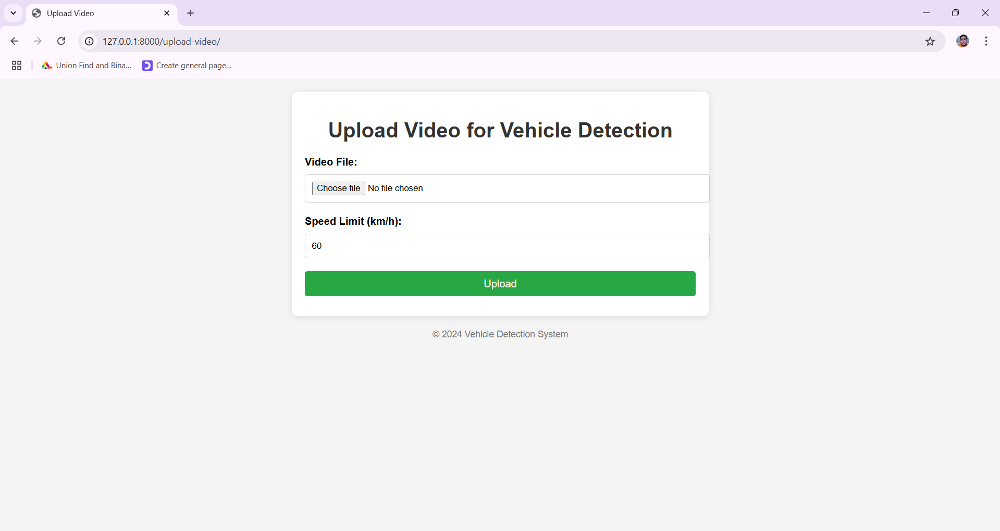 Upload Video
127.0.0.1:8000/upload-video/
Union Find and Bina...
Create general page...
Upload Video for Vehicle Detection
Video File:
Choose file No file chosen
Speed Limit (km/h):
60
Upload
© 2024 Vehicle Detection System